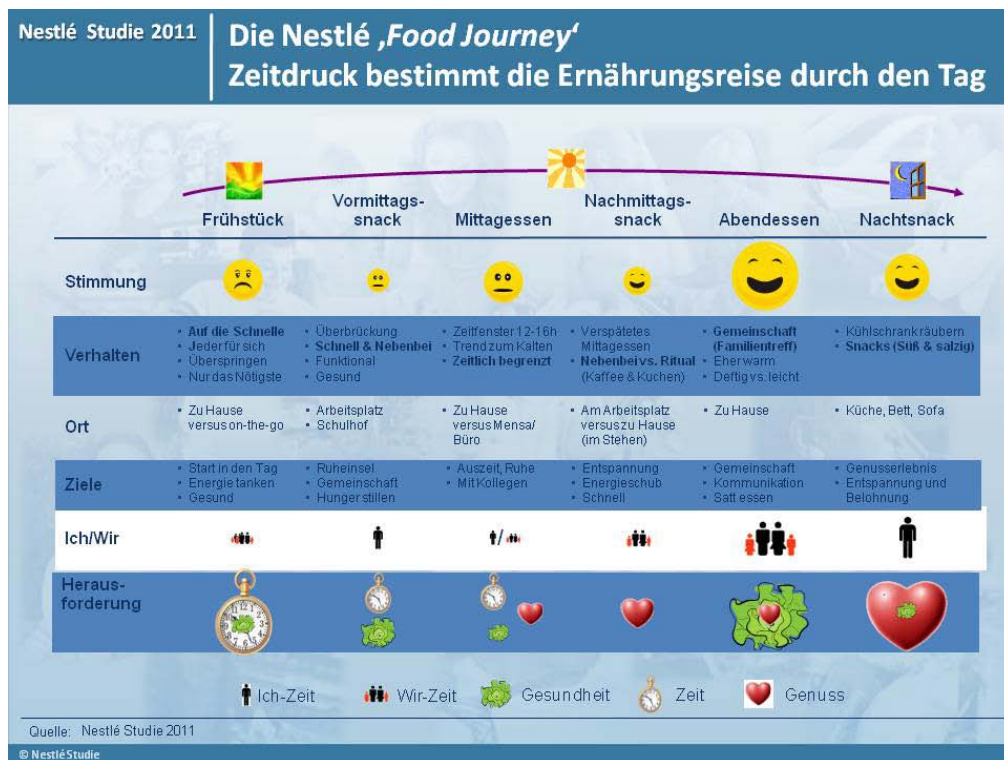 Nestlé Studie 2011
Die Nestlé ‚Food Journey‘
Zeitdruck bestimmt die Ernährungsreise durch den Tag
Frühstück
Vormittags-
snack
Mittagessen
Nachmittags-
snack
Abendessen
Nachtsnack
Stimmung
Verhalten
• Auf die Schnelle
• Jeder für sich
• Überspringen
• Nur das Nötigste
• Überbrückung
• Schnell & Nebenbei
• Funktional
• Gesund
• Zeitfenster 12-16h
• Trend zum Kalten
• Zeitlich begrenzt
• Verspätetes
Mittagessen
• Nebenbei vs. Ritual
(Kaffee & Kuchen)
• Gemeinschaft
(Familientreff)
• Eher warm
• Deftig vs. leicht
• Kühlschrank räubern
• Snacks (Süß & salzig)
Ort
• Zu Hause
versus on-the-go
• Arbeitsplatz
• Schulhof
• Zu Hause
versus Mensa/
Büro
• Am Arbeitsplatz
versus zu Hause
(im Stehen)
• Zu Hause
• Küche, Bett, Sofa
Ziele
• Start in den Tag
• Energie tanken
• Gesund
• Ruheinsel
• Gemeinschaft
• Hunger stillen
• Auszeit, Ruhe
• Mit Kollegen
• Entspannung
• Energieschub
• Schnell
• Gemeinschaft
• Kommunikation
• Satt essen
• Genusserlebnis
• Entspannung und
Belohnung
Ich/Wir
/
Heraus-
forderung
Ich-Zeit
Wir-Zeit
Gesundheit
Zeit
Genuss
Quelle: Nestlé Studie 2011
© Nestlé Studie